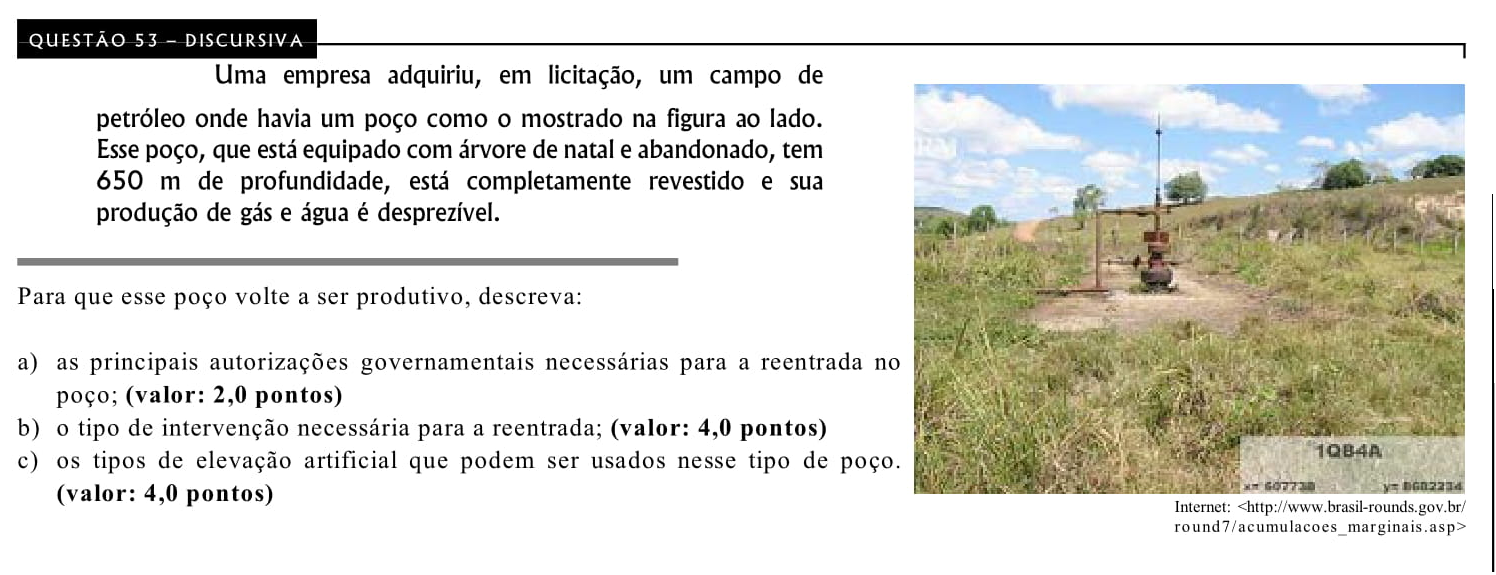 QUESTÃO 53 – DISCURSIVA
Uma empresa adquiriu, em licitação, um campo de
petróleo onde havia um poço como o mostrado na figura ao lado.
Esse poço, que está equipado com árvore de natal e abandonado, tem
650 m de profundidade, está completamente revestido e sua
produção de gás e água é desprezível.
Para que esse poço volte a ser produtivo, descreva:
a) as principais autorizações governamentais necessárias para a reentrada no
poço; (valor: 2,0 pontos)
b) o tipo de intervenção necessária para a reentrada; (valor: 4,0 pontos)
c) os tipos de elevação artificial que podem ser usados nesse tipo de poço.
(valor: 4,0 pontos)
1QB4A
x= 607738 y= 8602234
Internet: <http://www.brasil-rounds.gov.br/
round7/acumulacoes_marginais.asp>